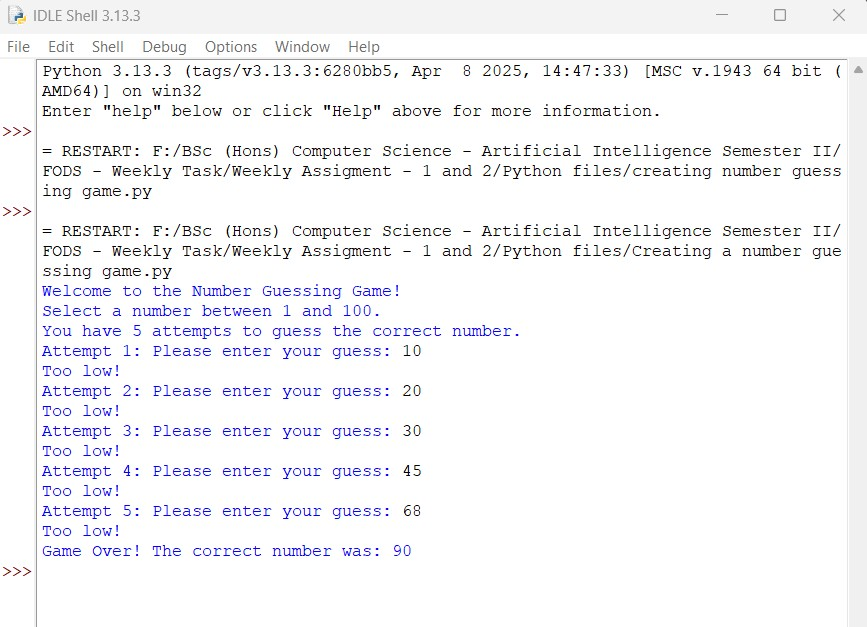 IDLE Shell 3.13.3
File Edit Shell Debug Options Window Help
Python 3.13.3 (tags/v3.13.3:6280bb5, Apr  8 2025, 14:47:33) [MSC v.1943 64 bit (
AMD64)] on win32
Enter "help" below or click "Help" above for more information.
>>>
= RESTART: F:/BSc (Hons) Computer Science - Artificial Intelligence Semester II/
FODS - Weekly Task/Weekly Assigment - 1 and 2/Python files/creating number guess
ing game.py
>>>
= RESTART: F:/BSc (Hons) Computer Science - Artificial Intelligence Semester II/
FODS - Weekly Task/Weekly Assigment - 1 and 2/Python files/Creating a number gue
ssing game.py
Welcome to the Number Guessing Game!
Select a number between 1 and 100.
You have 5 attempts to guess the correct number.
Attempt 1: Please enter your guess: 10
Too low!
Attempt 2: Please enter your guess: 20
Too low!
Attempt 3: Please enter your guess: 30
Too low!
Attempt 4: Please enter your guess: 45
Too low!
Attempt 5: Please enter your guess: 68
Too low!
Game Over! The correct number was: 90
>>>